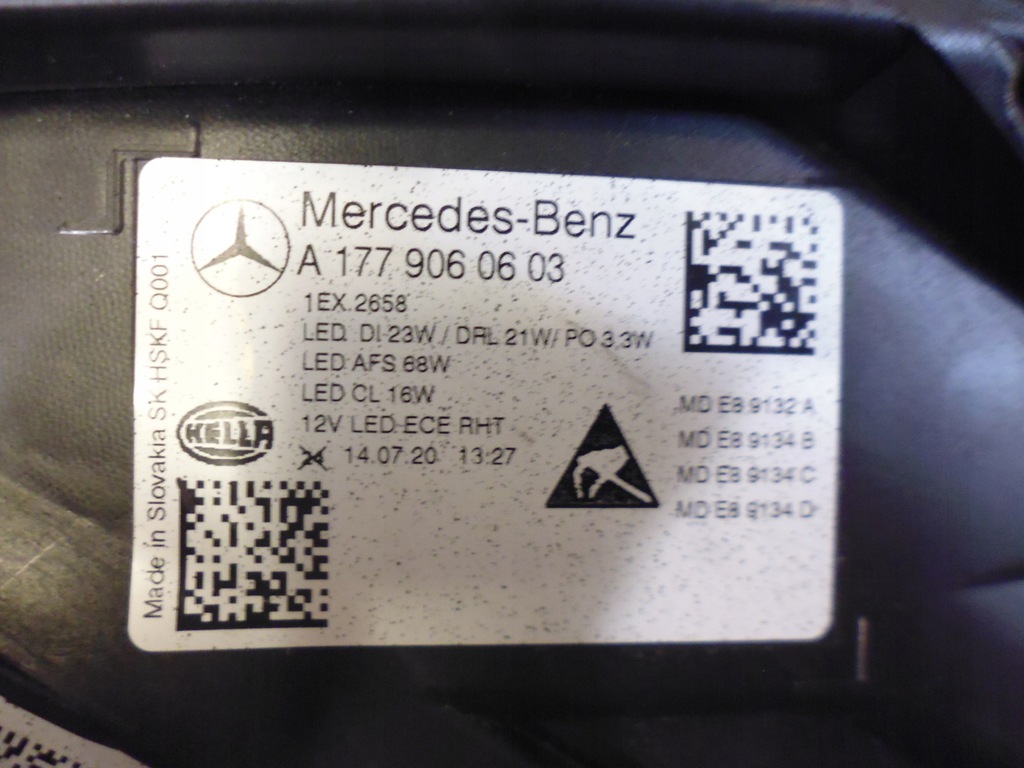 Mercedes-Benz
A 177 906 06 03
1EX.2658
LED DI 23W / DRL 21W/ PO 3.3W
LED AFS 68W
LED CL 16W
12V LED ECE RHT
24 14.07.20 13:27
HELLA
Made in Slovakia SK HSKF Q001
MD E8 9132 A
MD E8 9134 B
MD E8 9134 C
MD E8 9134 D